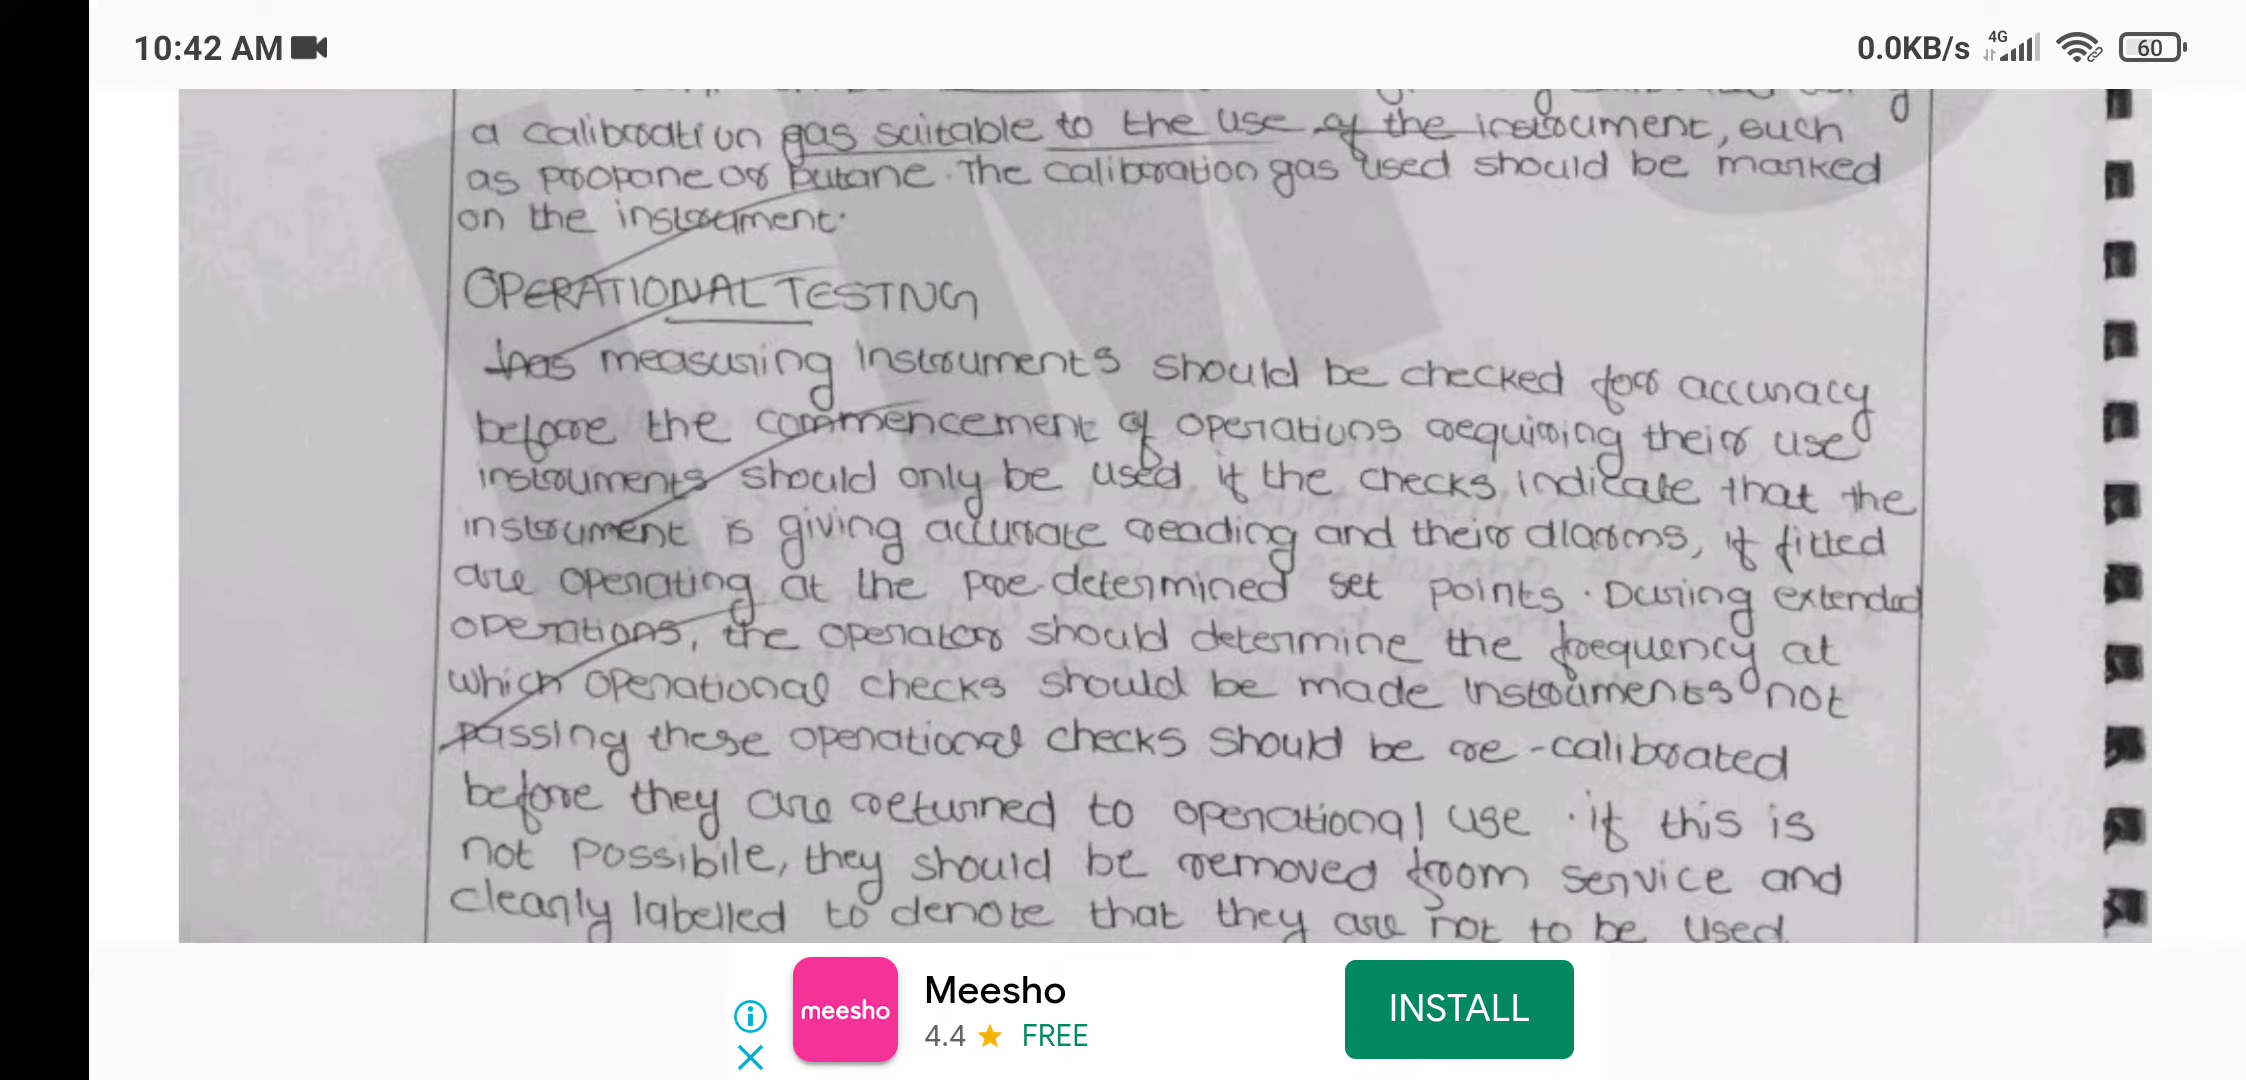 10:42 AM
0.0KB/s 4G 60
a calibration gas suitable to the use of the instrument, such
as propane or butane. The calibration gas used should be marked
on the instrument.
OPERATIONAL TESTNG
has measuring instruments should be checked for accuracy
before the commencement of operations requiring their use
instruments should only be used if the checks, indicate that the
instrument is giving accurate reading and their alarms, if fitted
are operating at the pre-determined set points. During extended
operations, the operator should determine the frequency at
which operational checks should be made instruments not
passing these operational checks should be re-calibrated
before they are returned to operational use. if this is
not possibile, they should be removed from service and
clearly labelled to denote that they are not to be used
meesho
Meesho
4.4 ★ FREE
INSTALL